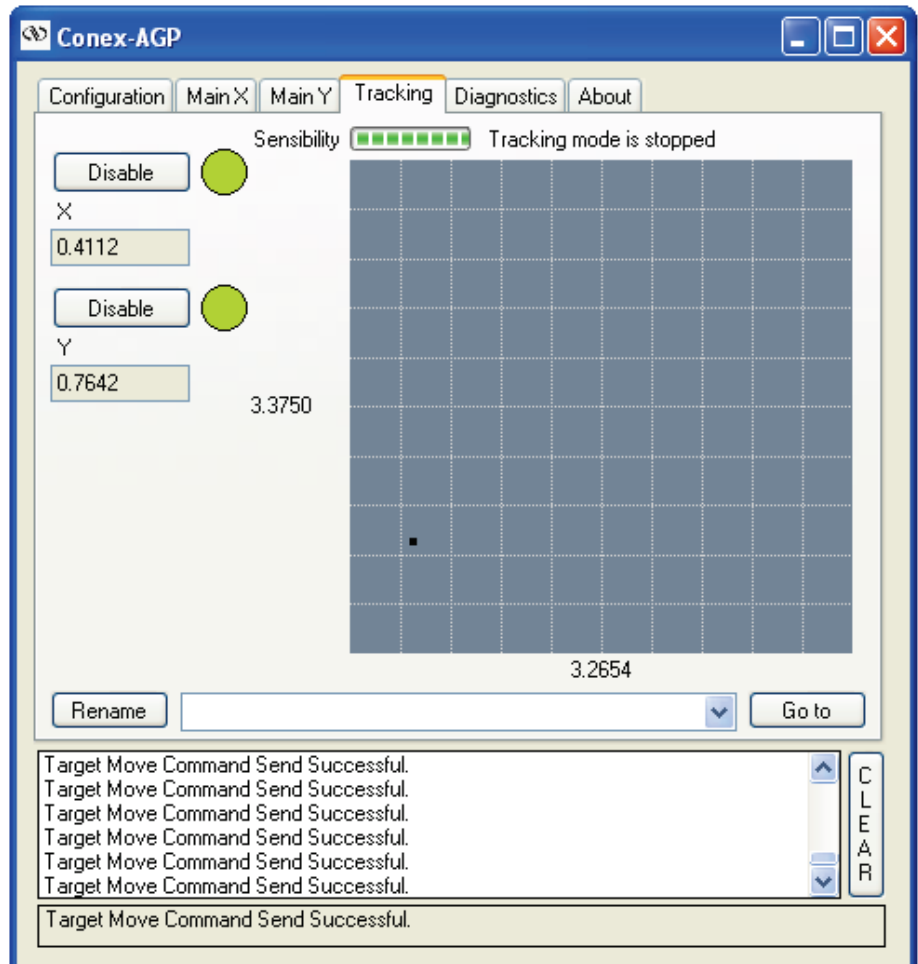 Conex-AGP
Configuration Main X Main Y Tracking Diagnostics About
Sensibility Tracking mode is stopped
Disable
X
0.4112
Disable
Y
0.7642
3.3750
3.2654
Rename Go to
Target Move Command Send Successful.
Target Move Command Send Successful.
Target Move Command Send Successful.
Target Move Command Send Successful.
Target Move Command Send Successful.
Target Move Command Send Successful.
CLEAR
Target Move Command Send Successful.